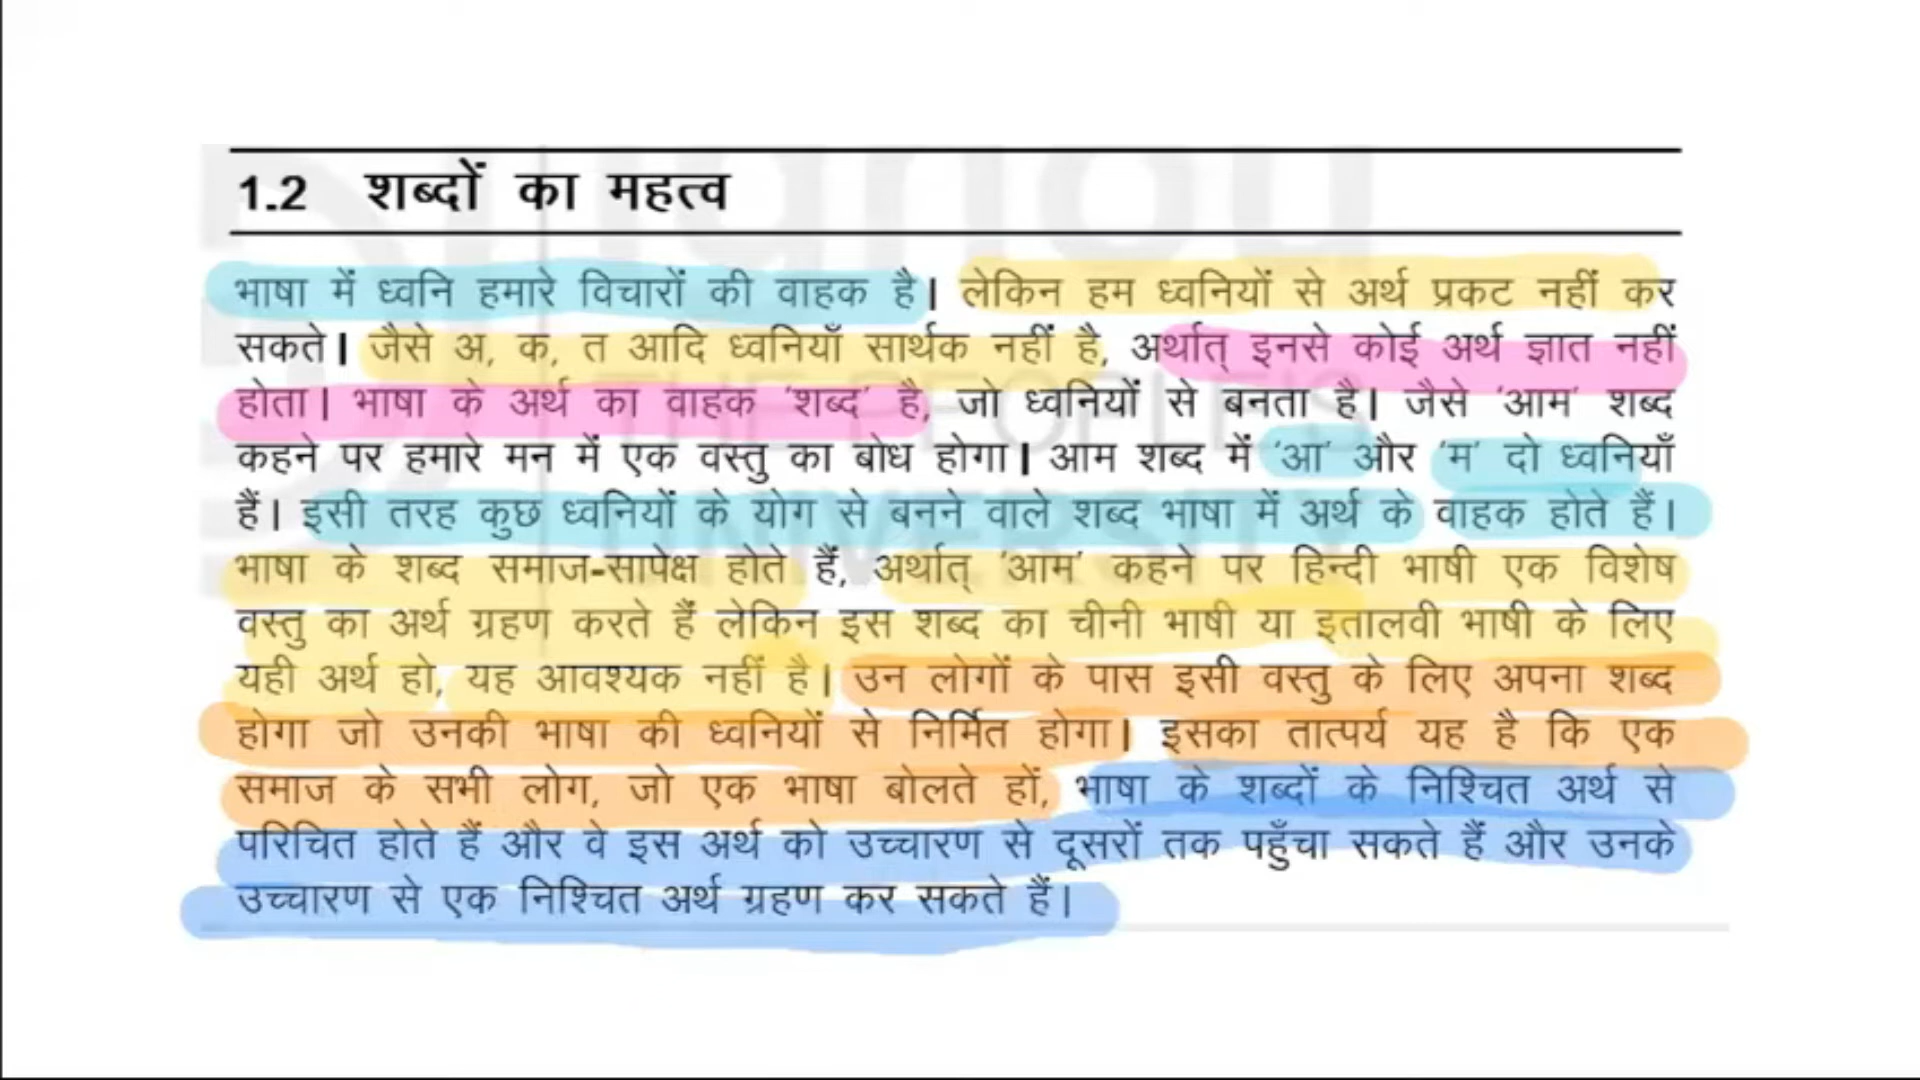 1.2 शब्दों का महत्व
भाषा में ध्वनि हमारे विचारों की वाहक है। लेकिन हम ध्वनियों से अर्थ प्रकट नहीं कर
सकते। जैसे अ, क, त आदि ध्वनियाँ सार्थक नहीं है, अर्थात् इनसे कोई अर्थ ज्ञात नहीं
होता। भाषा के अर्थ का वाहक 'शब्द' है, जो ध्वनियों से बनता है। जैसे 'आम' शब्द
कहने पर हमारे मन में एक वस्तु का बोध होगा। आम शब्द में 'आ' और 'म' दो ध्वनियाँ
हैं। इसी तरह कुछ ध्वनियों के योग से बनने वाले शब्द भाषा में अर्थ के वाहक होते हैं।
भाषा के शब्द समाज-सापेक्ष होते हैं, अर्थात् 'आम' कहने पर हिन्दी भाषी एक विशेष
वस्तु का अर्थ ग्रहण करते हैं लेकिन इस शब्द का चीनी भाषी या इतालवी भाषी के लिए
यही अर्थ हो, यह आवश्यक नहीं है। उन लोगों के पास इसी वस्तु के लिए अपना शब्द
होगा जो उनकी भाषा की ध्वनियों से निर्मित होगा। इसका तात्पर्य यह है कि एक
समाज के सभी लोग, जो एक भाषा बोलते हों, भाषा के शब्दों के निश्चित अर्थ से
परिचित होते हैं और वे इस अर्थ को उच्चारण से दूसरों तक पहुँचा सकते हैं और उनके
उच्चारण से एक निश्चित अर्थ ग्रहण कर सकते हैं।
ignou
THE PEOPLE'S
UNIVERSITY